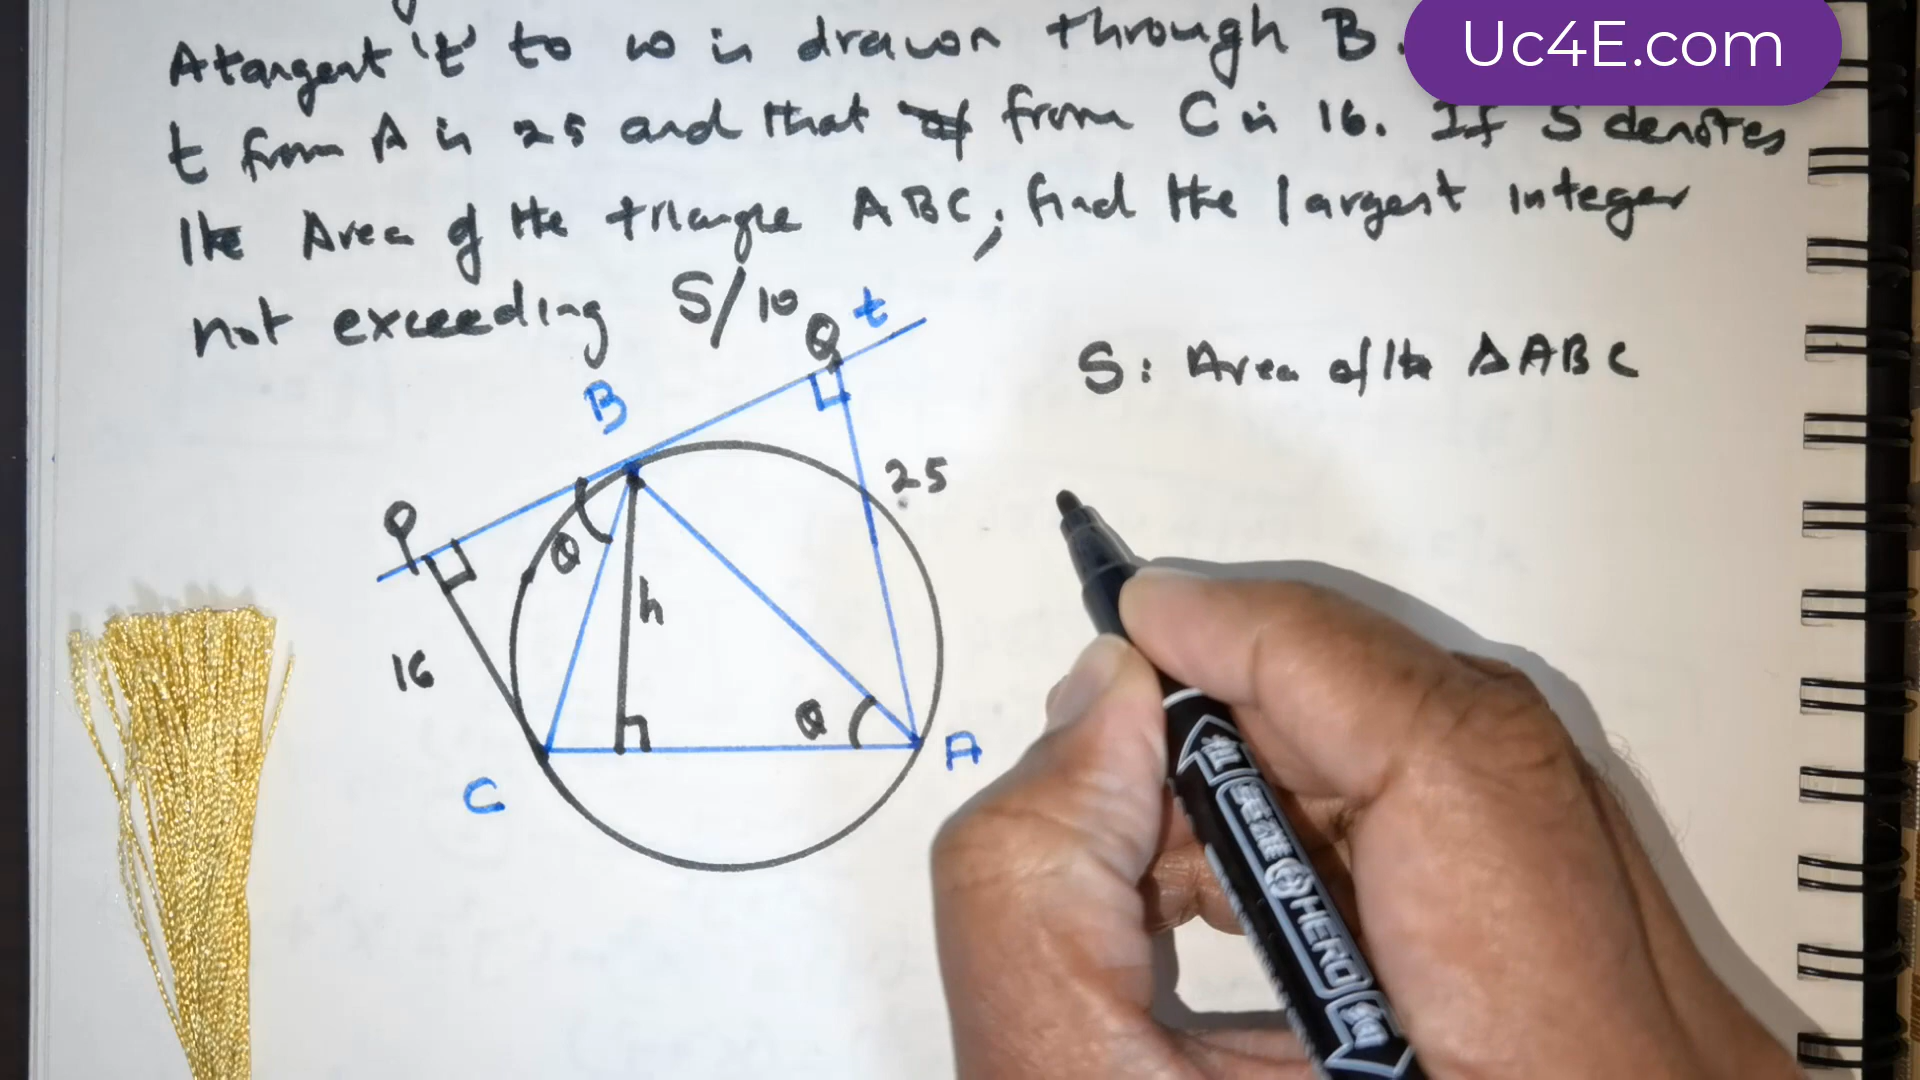 A tangent 't' to ω is drawn through B.
Uc4E.com
t from A is 25 and that from C is 16. If S denotes
the Area of the triangle ABC, find the largest integer
not exceeding S/10
Q t
S: Area of the ΔABC
B
25
P
θ
h
16
θ
C A
HERO